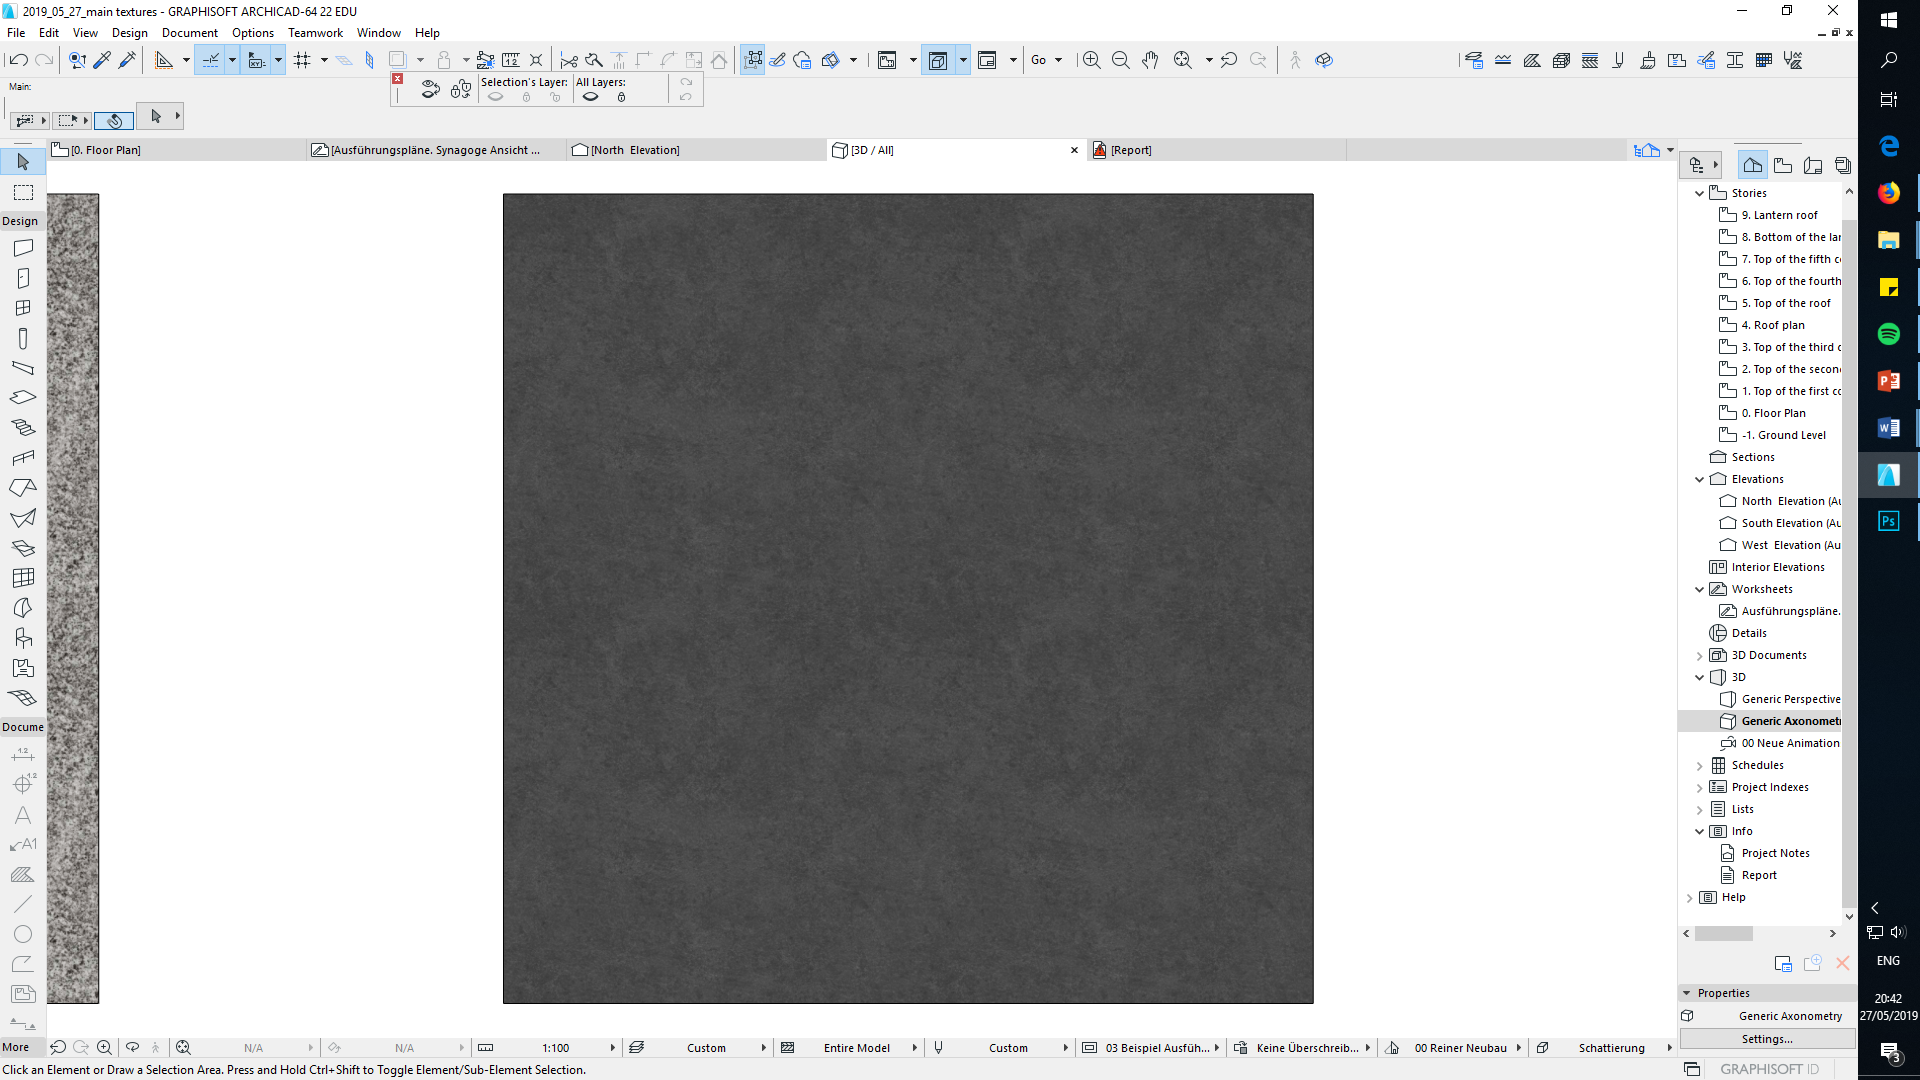 2019_05_27_main textures - GRAPHISOFT ARCHICAD-64 22 EDU
File Edit View Design Document Options Teamwork Window Help
Go
Main:
Selection's Layer: All Layers:
[0. Floor Plan] [Ausführungspläne. Synagoge Ansicht ... [North Elevation] [3D / All] [Report]
Design
Docume
More
Stories
9. Lantern roof
8. Bottom of the lar
7. Top of the fifth c
6. Top of the fourth
5. Top of the roof
4. Roof plan
3. Top of the third c
2. Top of the secon
1. Top of the first cc
0. Floor Plan
-1. Ground Level
Sections
Elevations
North Elevation (Au
South Elevation (Au
West Elevation (Au
Interior Elevations
Worksheets
Ausführungspläne.
Details
3D Documents
3D
Generic Perspective
Generic Axonomet
00 Neue Animation
Schedules
Project Indexes
Lists
Info
Project Notes
Report
Help
Properties
Generic Axonometry
Settings...
N/A N/A 1:100 Custom Entire Model Custom 03 Beispiel Ausfüh... Keine Überschreib... 00 Reiner Neubau Schattierung
Click an Element or Draw a Selection Area. Press and Hold Ctrl+Shift to Toggle Element/Sub-Element Selection.
GRAPHISOFT ID
ENG
20:42
27/05/2019
3